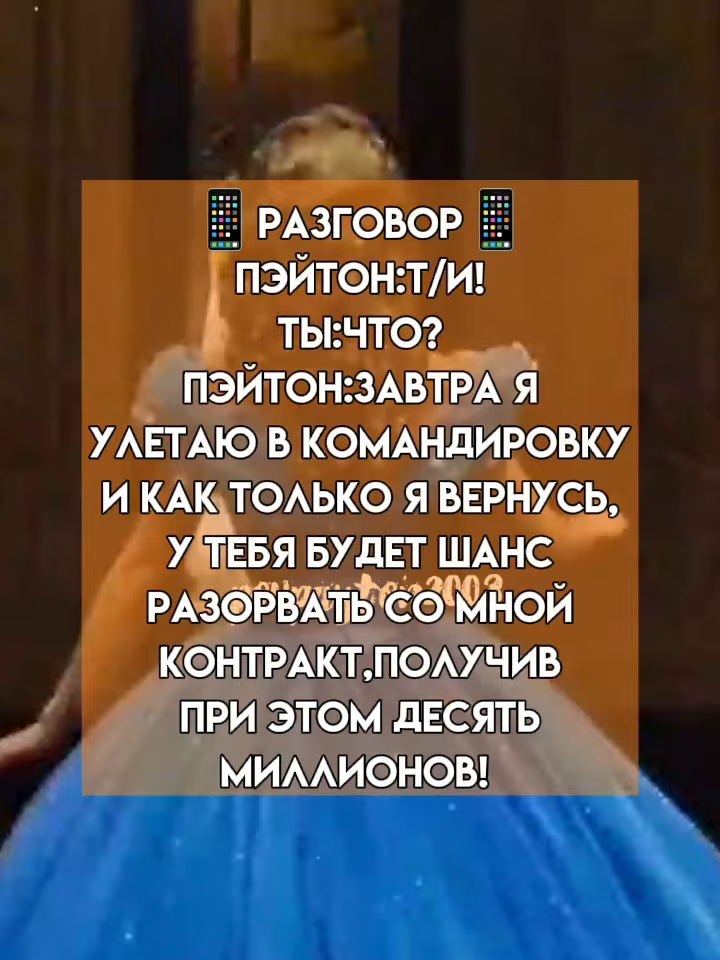 📱 РАЗГОВОР 📱
ПЭЙТОН:Т/И!
ТЫ:ЧТО?
ПЭЙТОН:ЗАВТРА Я
УЛЕТАЮ В КОМАНДИРОВКУ
И КАК ТОЛЬКО Я ВЕРНУСЬ,
У ТЕБЯ БУДЕТ ШАНС
РАЗОРВАТЬ СО МНОЙ
КОНТРАКТ,ПОЛУЧИВ
ПРИ ЭТОМ ДЕСЯТЬ
МИЛЛИОНОВ!